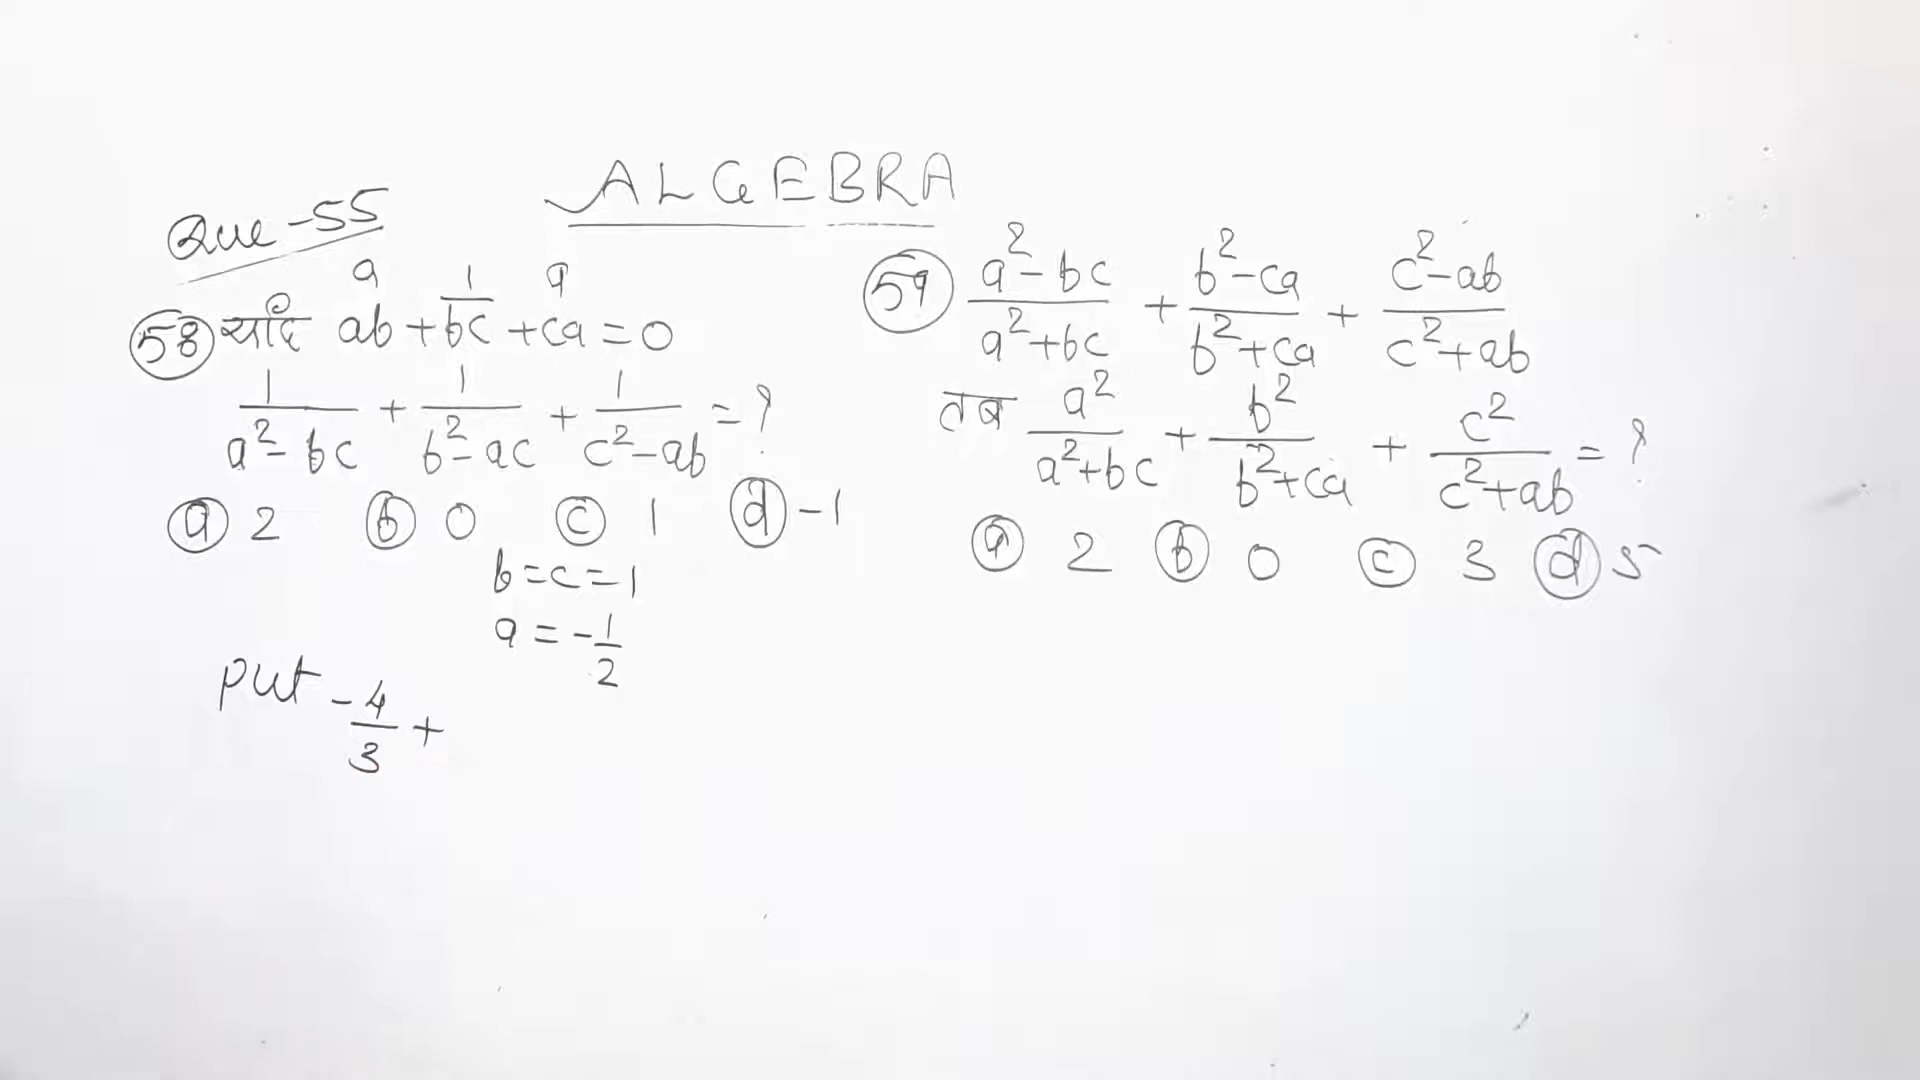 ALGEBRA
Que-55
a 1 a
(58) यदि ab + bc + ca = 0
1/(a²-bc) + 1/(b²-ac) + 1/(c²-ab) = ?
(a) 2 (b) 0 (c) 1 (d) -1
b = c = 1
a = -1/2
put -4/3 +
(59) (a²-bc)/(a²+bc) + (b²-ca)/(b²+ca) + (c²-ab)/(c²+ab)
तब a²/(a²+bc) + b²/(b²+ca) + c²/(c²+ab) = ?
(a) 2 (b) 0 (c) 3 (d) 5